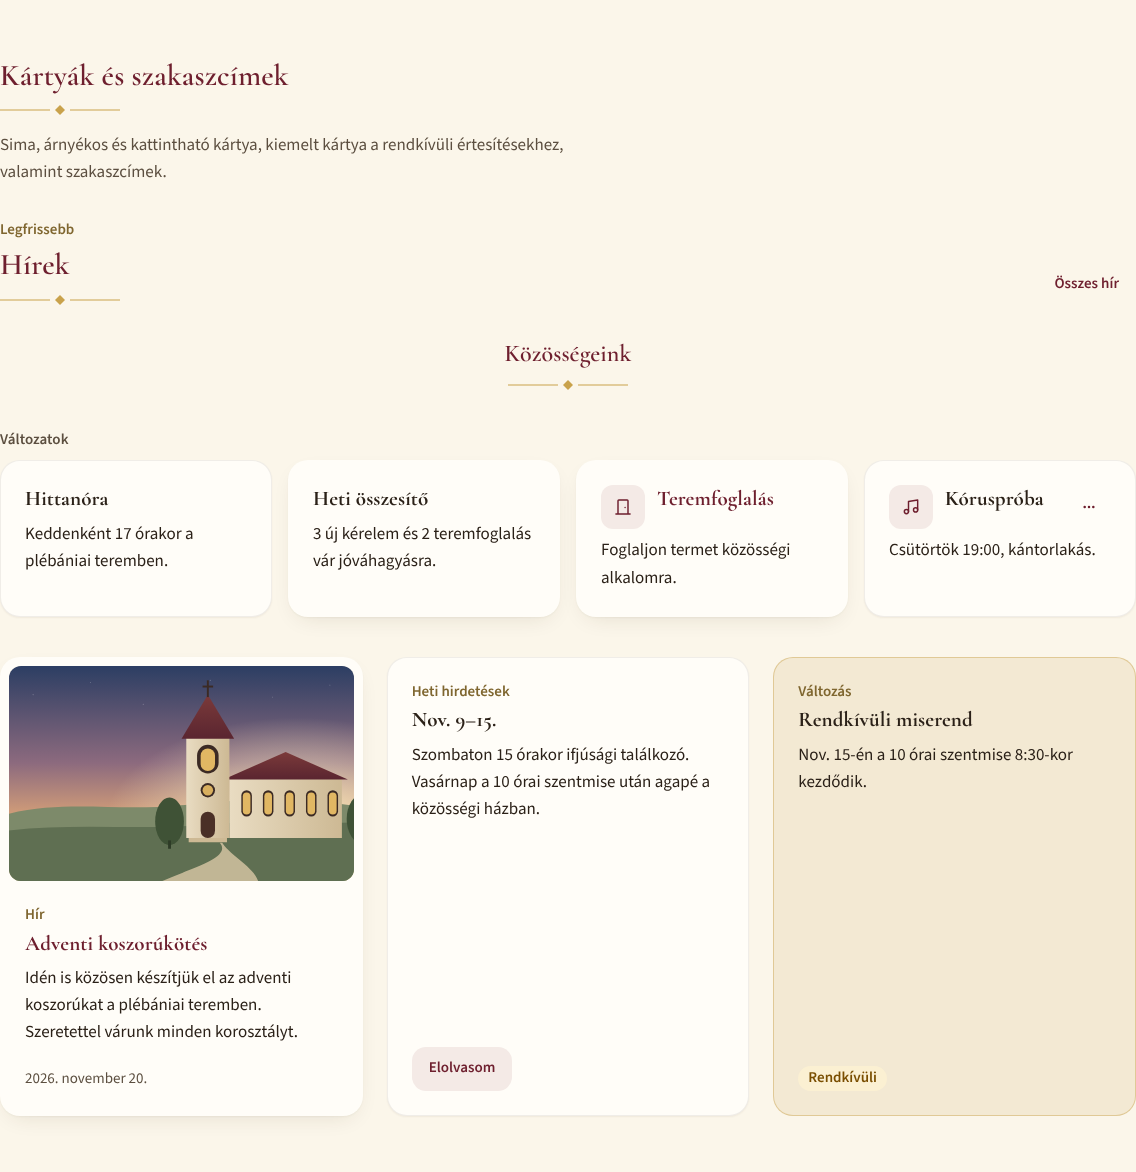 Kártyák és szakaszcímek
Sima, árnyékos és kattintható kártya, kiemelt kártya a rendkívüli értesítésekhez,
valamint szakaszcímek.
Legfrissebb
Hírek
Összes hír
Közösségeink
Változatok
Hittanóra
Keddenként 17 órakor a
plébániai teremben.
Heti összesítő
3 új kérelem és 2 teremfoglalás
vár jóváhagyásra.
Teremfoglalás
Foglaljon termet közösségi
alkalomra.
Kóruspróba
...
Csütörtök 19:00, kántorlakás.
Hír
Adventi koszorúkötés
Idén is közösen készítjük el az adventi
koszorúkat a plébániai teremben.
Szeretettel várunk minden korosztályt.
2026. november 20.
Heti hirdetések
Nov. 9–15.
Szombaton 15 órakor ifjúsági találkozó.
Vasárnap a 10 órai szentmise után agapé a
közösségi házban.
Elolvasom
Változás
Rendkívüli miserend
Nov. 15-én a 10 órai szentmise 8:30-kor
kezdődik.
Rendkívüli